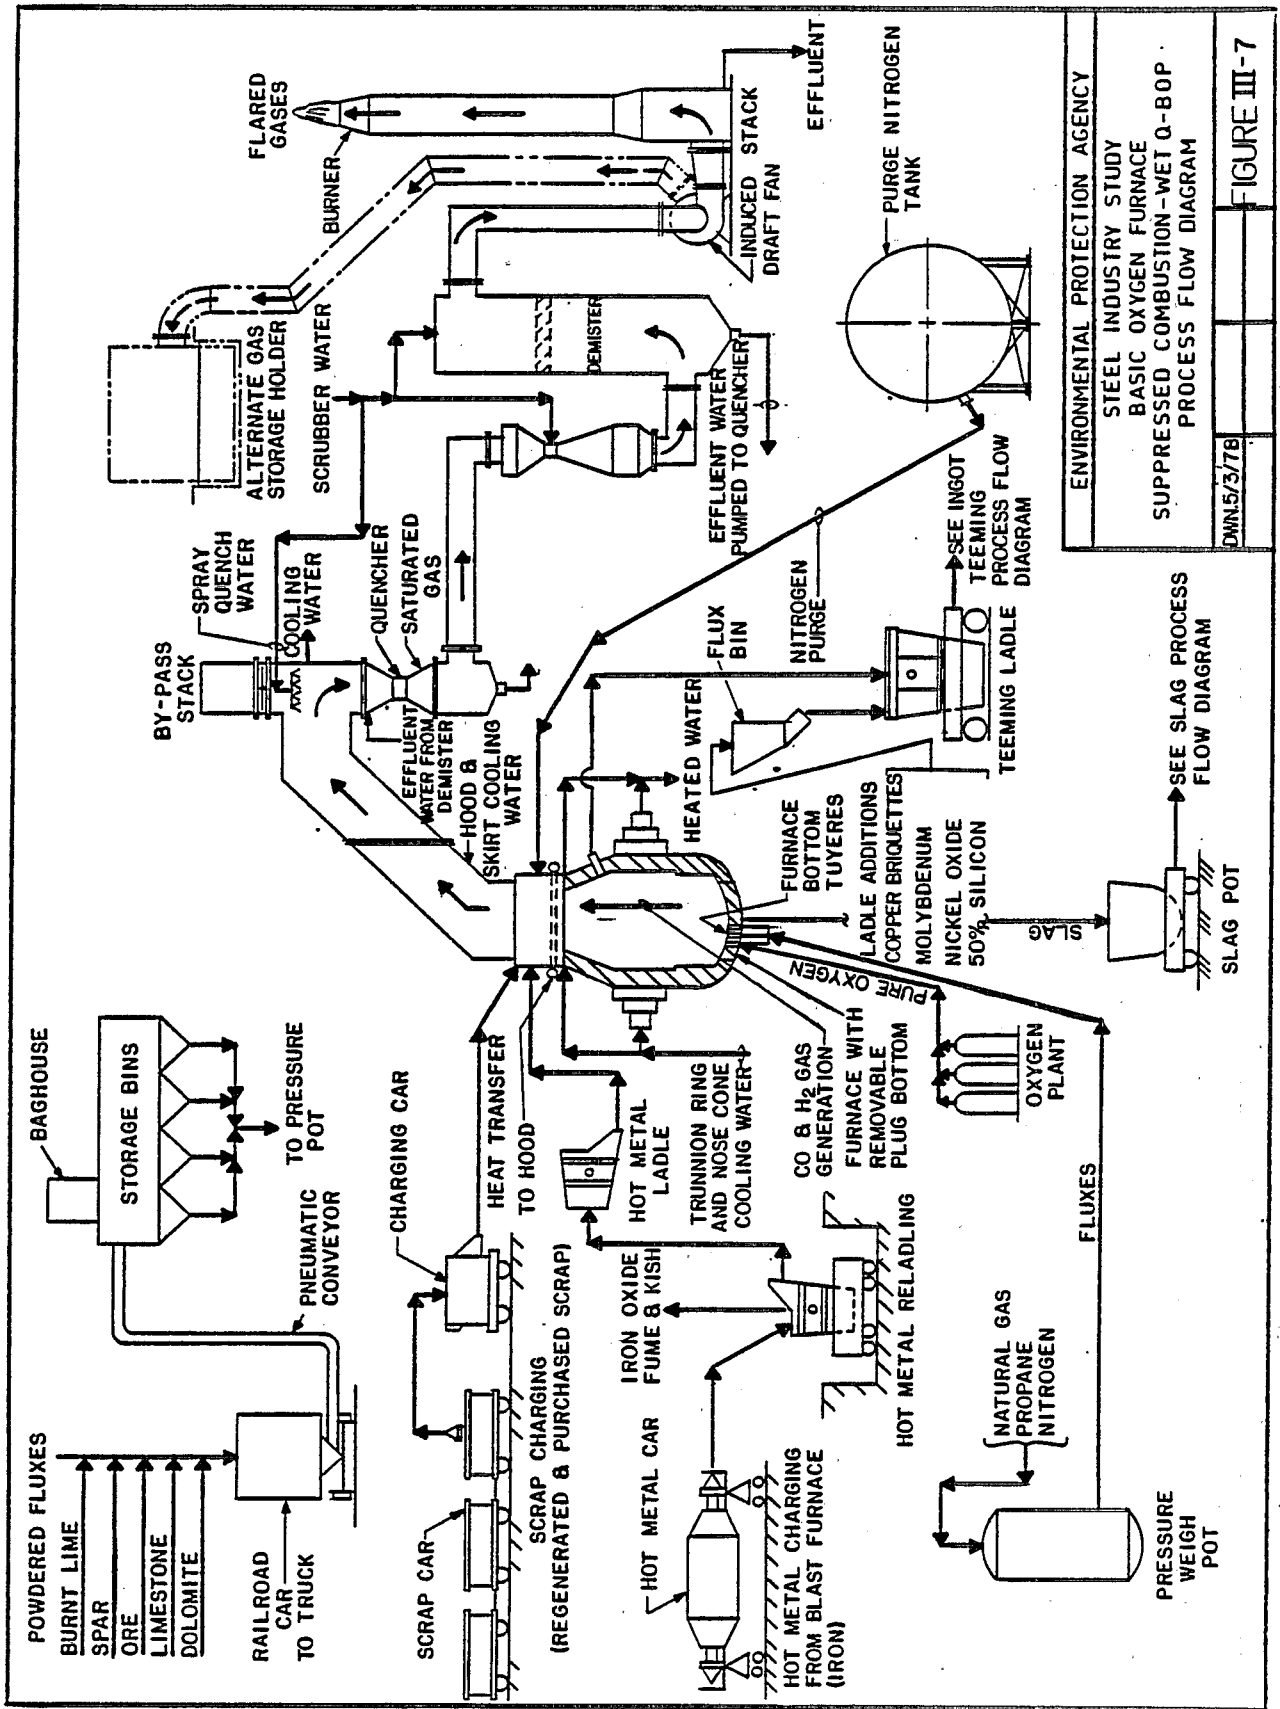 POWDERED FLUXES
BURNT LIME
SPAR
ORE
LIMESTONE
DOLOMITE
RAILROAD
CAR
TO TRUCK
PNEUMATIC
CONVEYOR
BAGHOUSE
STORAGE BINS
TO PRESSURE
POT
SCRAP CAR
CHARGING CAR
SCRAP CHARGING
(REGENERATED & PURCHASED SCRAP)
HEAT TRANSFER
TO HOOD
HOT METAL CAR
HOT METAL CHARGING
FROM BLAST FURNACE
(IRON)
IRON OXIDE
FUME & KISH
HOT METAL RELADLING
HOT METAL
LADLE
TRUNNION RING
AND NOSE CONE
COOLING WATER
CO & H2 GAS
GENERATION
FURNACE WITH
REMOVABLE
PLUG BOTTOM
PURE OXYGEN
OXYGEN
PLANT
FLUXES
NATURAL GAS
PROPANE
NITROGEN
PRESSURE
WEIGH
POT
BY-PASS
STACK
SPRAY
QUENCH
WATER
COOLING
WATER
QUENCHER
SATURATED
GAS
EFFLUENT
WATER FROM
DEMISTER
HOOD &
SKIRT COOLING
WATER
ALTERNATE GAS
STORAGE HOLDER
SCRUBBER WATER
FLARED
GASES
BURNER
DEMISTER
EFFLUENT WATER
PUMPED TO QUENCHER
INDUCED
DRAFT FAN
STACK
EFFLUENT
PURGE NITROGEN
TANK
NITROGEN
PURGE
HEATED WATER
FLUX
BIN
FURNACE
BOTTOM
TUYERES
LADLE ADDITIONS
COPPER BRIQUETTES
MOLYBDENUM
NICKEL OXIDE
50% SILICON
TEEMING LADLE
SEE INGOT
TEEMING
PROCESS FLOW
DIAGRAM
SLAG
SLAG POT
SEE SLAG PROCESS
FLOW DIAGRAM
ENVIRONMENTAL PROTECTION AGENCY
STEEL INDUSTRY STUDY
BASIC OXYGEN FURNACE
SUPPRESSED COMBUSTION-WET Q-BOP
PROCESS FLOW DIAGRAM
DWN.5/3/78
FIGURE III-7